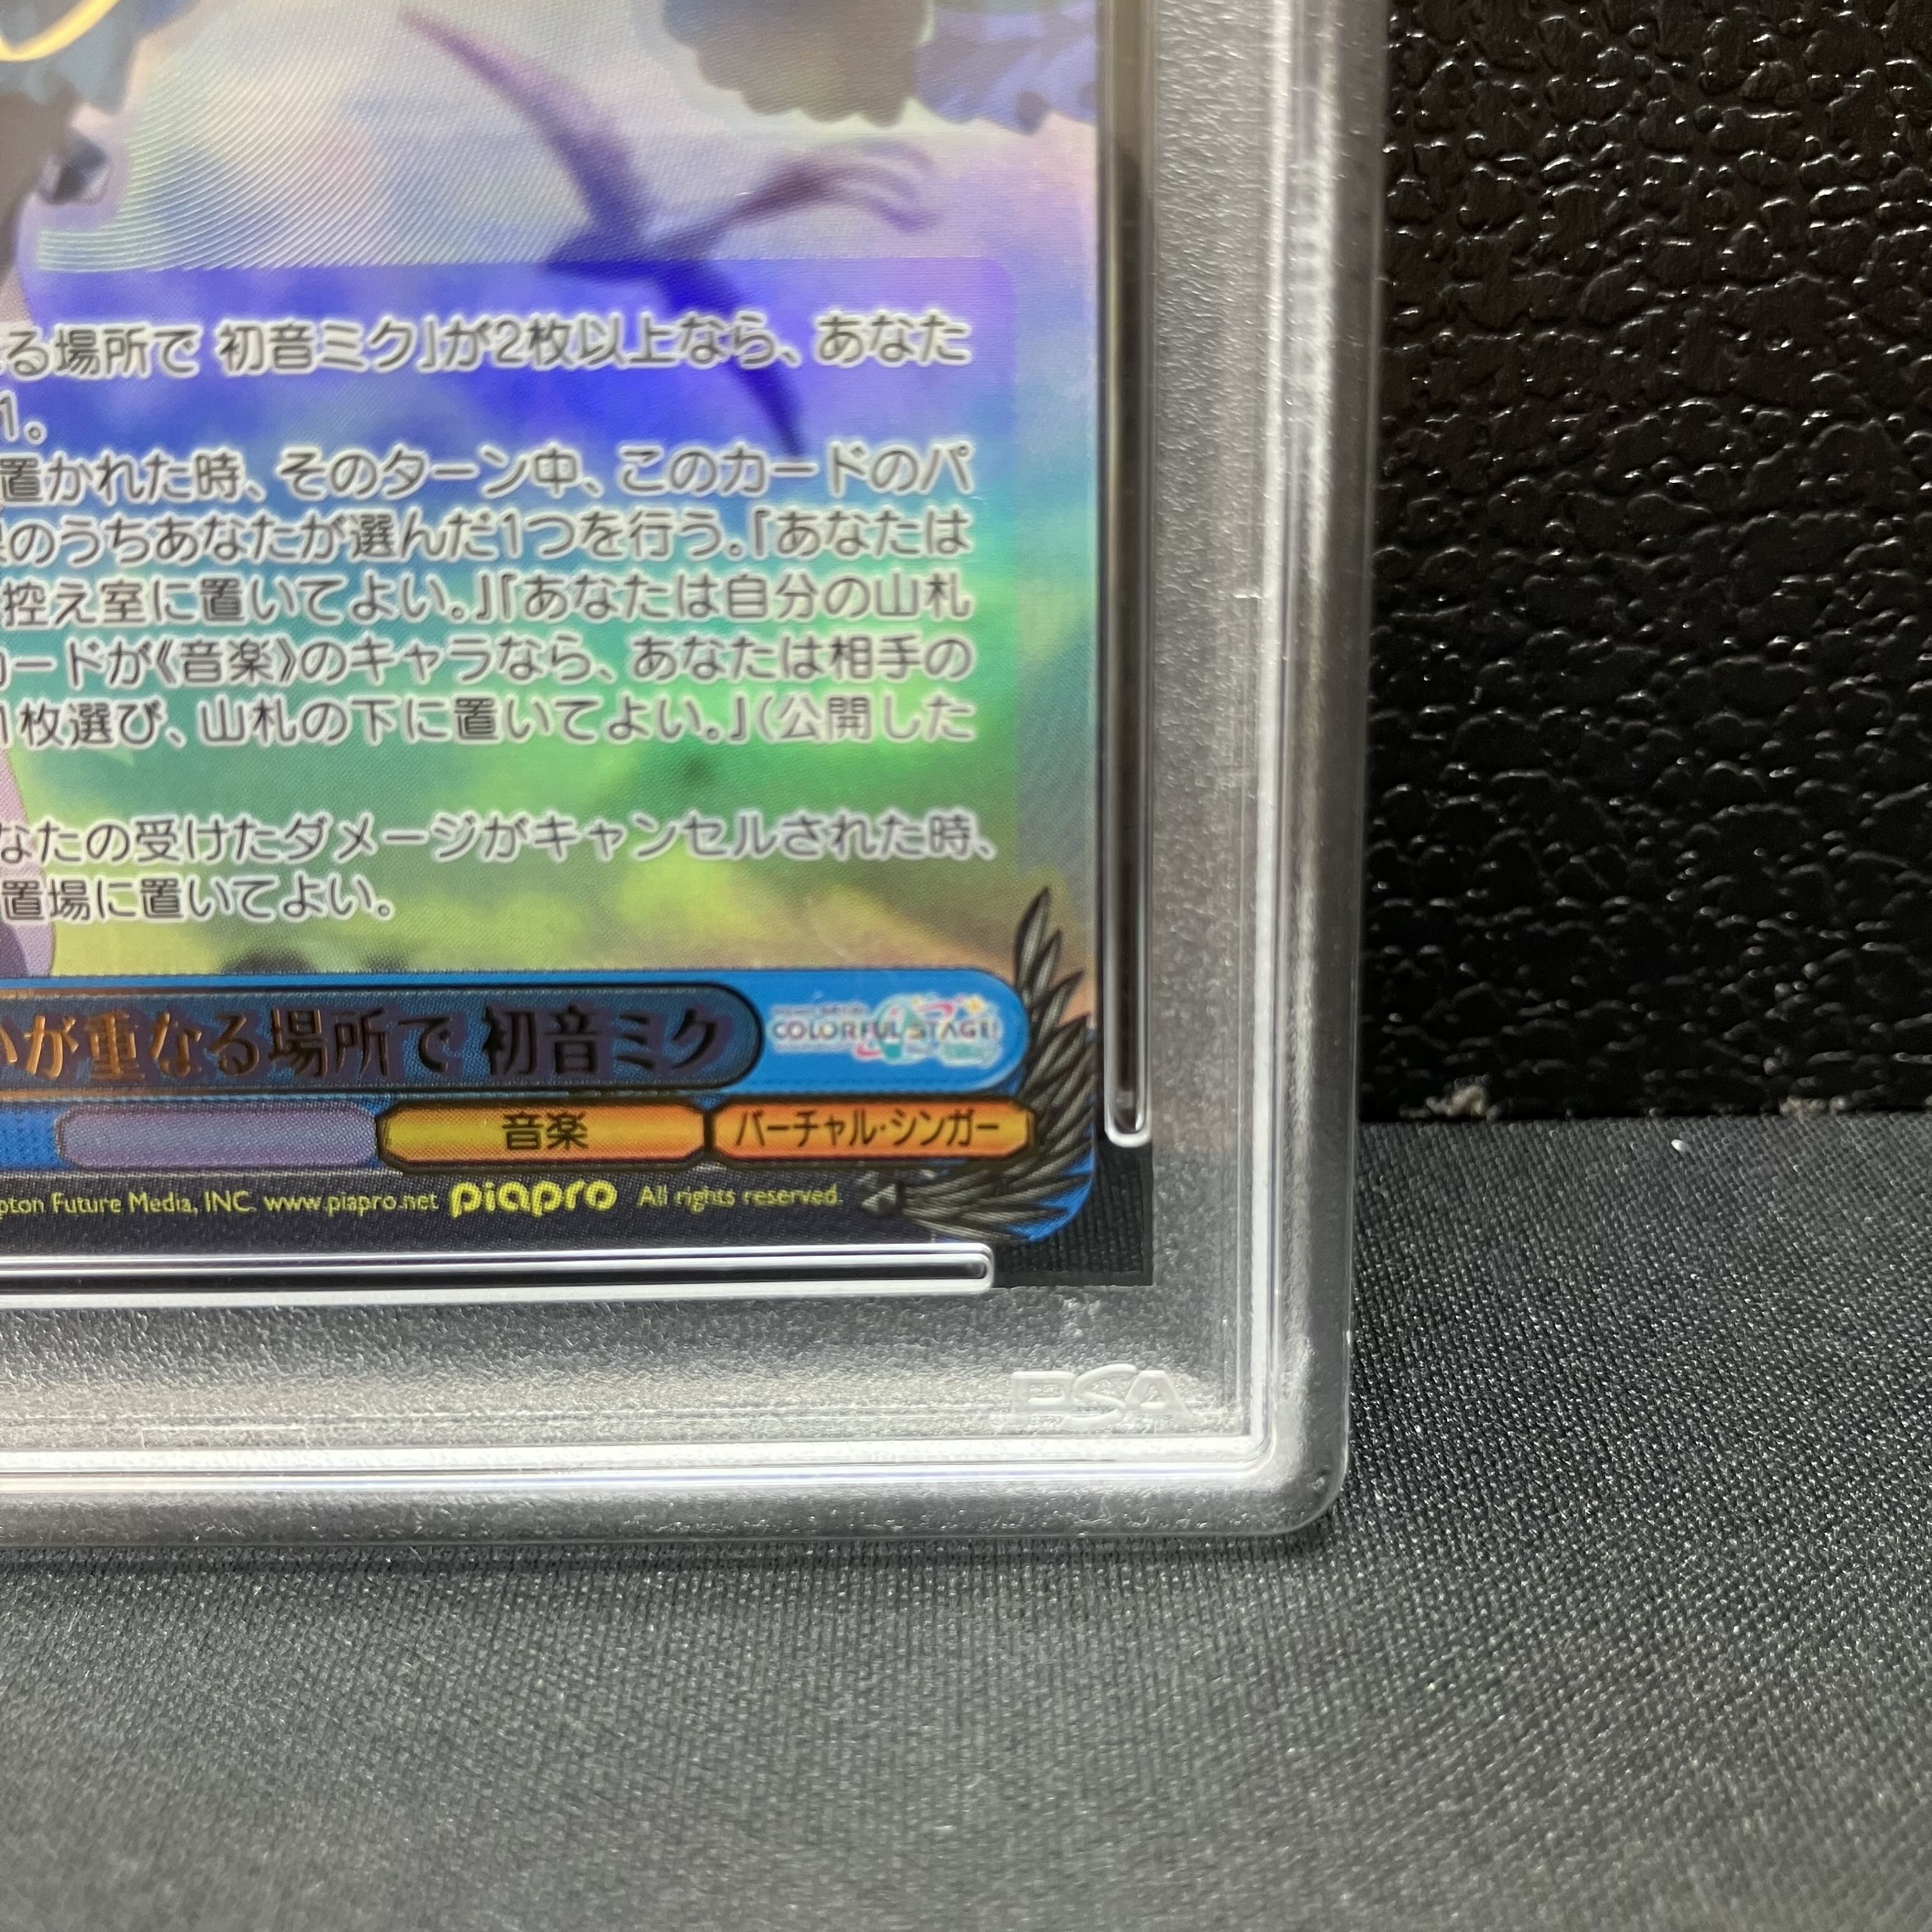 る場所で 初音ミク」が2枚以上なら、あなた
1。
置かれた時、そのターン中、このカードのパ
のうちあなたが選んだ1つを行う。『あなたは
控え室に置いてよい。』『あなたは自分の山札
カードが《音楽》のキャラなら、あなたは相手の
1枚選び、山札の下に置いてよい。』（公開した
なたの受けたダメージがキャンセルされた時、
置場に置いてよい。
が重なる場所で 初音ミク
COLORFUL STAGE!
音楽 バーチャル・シンガー
pton Future Media, INC. www.piapro.net piapro All rights reserved.
PSA